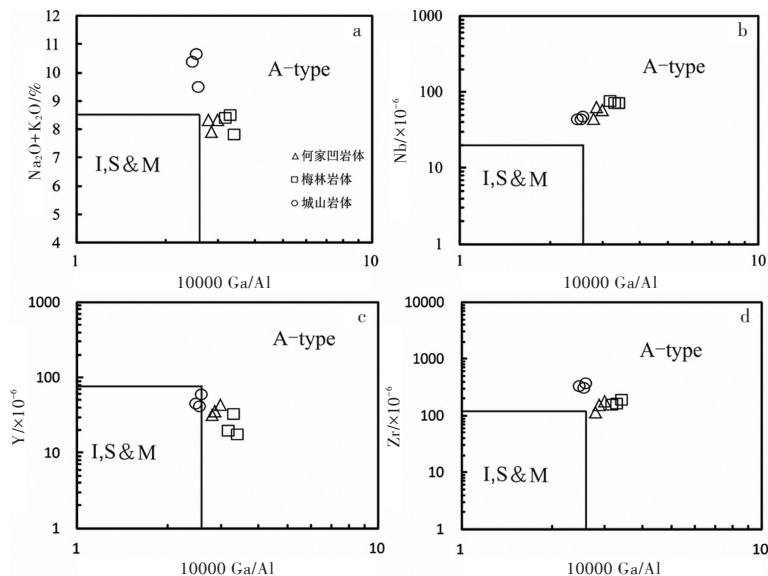 a
12
11
10
9
8
7
6
5
4
Na₂O+K₂O/%
A-type
I,S&M
△何家凹岩体
□梅林岩体
○城山岩体
1
10
10000 Ga/Al
b
1000
100
10
1
Nb/×10⁻⁶
A-type
I,S&M
1
10
10000 Ga/Al
c
1000
100
10
1
Y/×10⁻⁶
A-type
I,S&M
1
10
10000 Ga/Al
d
10000
1000
100
10
1
Zr/×10⁻⁶
A-type
I,S&M
1
10
10000 Ga/Al